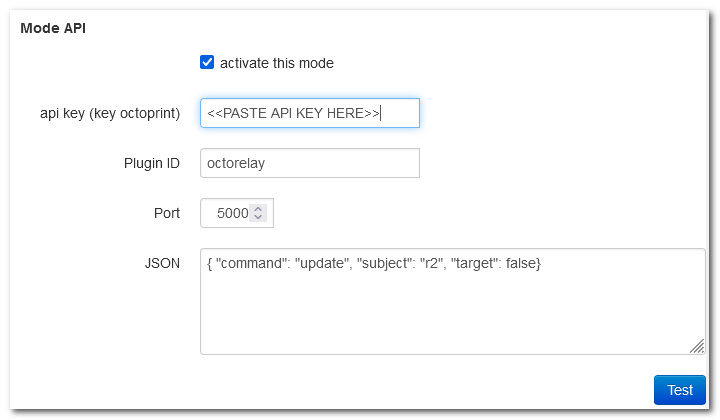 Mode API
activate this mode
api key (key octoprint) <<PASTE API KEY HERE>>
Plugin ID octorelay
Port 5000
JSON { "command": "update", "subject": "r2", "target": false}
Test